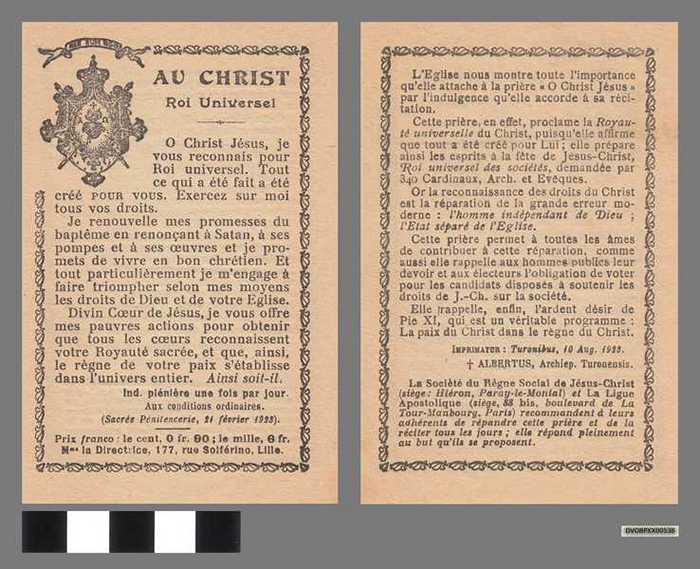 AU CHRIST
Roi Universel
O Christ Jésus, je
vous reconnais pour
Roi universel. Tout
ce qui a été fait a été
créé POUR VOUS. Exercez sur moi
tous vos droits.
Je renouvelle mes promesses du
baptême en renonçant à Satan, à ses
pompes et à ses œuvres et je pro-
mets de vivre en bon chrétien. Et
tout particulièrement je m'engage à
faire triompher selon mes moyens
les droits de Dieu et de votre Eglise.
Divin Cœur de Jésus, je vous offre
mes pauvres actions pour obtenir
que tous les cœurs reconnaissent
votre Royauté sacrée, et que, ainsi,
le règne de votre paix s'établisse
dans l'univers entier. Ainsi soit-il.
Ind. plénière une fois par jour.
Aux conditions ordinaires.
(Sacrée Pénitencerie, 21 février 1923).
Prix franco : le cent, 0 fr. 90; le mille, 6 fr.
Mme la Directrice, 177, rue Solférino, Lille.
L'Eglise nous montre toute l'importance
qu'elle attache à la prière « O Christ Jésus »
par l'indulgence qu'elle accorde à sa réci-
tation.
Cette prière, en effet, proclame la Royau-
té universelle du Christ, puisqu'elle affirme
que tout a été créé pour Lui; elle prépare
ainsi les esprits à la fête de Jésus-Christ,
Roi universel des sociétés, demandée par
340 Cardinaux, Arch. et Evêques.
Or la reconnaissance des droits du Christ
est la réparation de la grande erreur mo-
derne : l'homme indépendant de Dieu ;
l'Etat séparé de l'Eglise.
Cette prière permet à toutes les âmes
de contribuer à cette réparation, comme
aussi elle rappelle aux hommes publics leur
devoir et aux électeurs l'obligation de voter
pour les candidats disposés à soutenir les
droits de J.-Ch. sur la société.
Elle rappelle, enfin, l'ardent désir de
Pie XI, qui est un véritable programme :
La paix du Christ dans le règne du Christ.
IMPRIMATUR : Turonibus, 10 Aug. 1923.
† ALBERTUS, Archiep. Turonensis.
La Société du Règne Social de Jésus-Christ
(siège: Hiéron, Paray-le-Monial) et La Ligue
Apostolique (siège, 88 bis, boulevard de La
Tour-Maubourg, Paris) recommandent à leurs
adhérents de répandre cette prière et de la
réciter tous les jours ; elle répond pleinement
au but qu'ils se proposent.